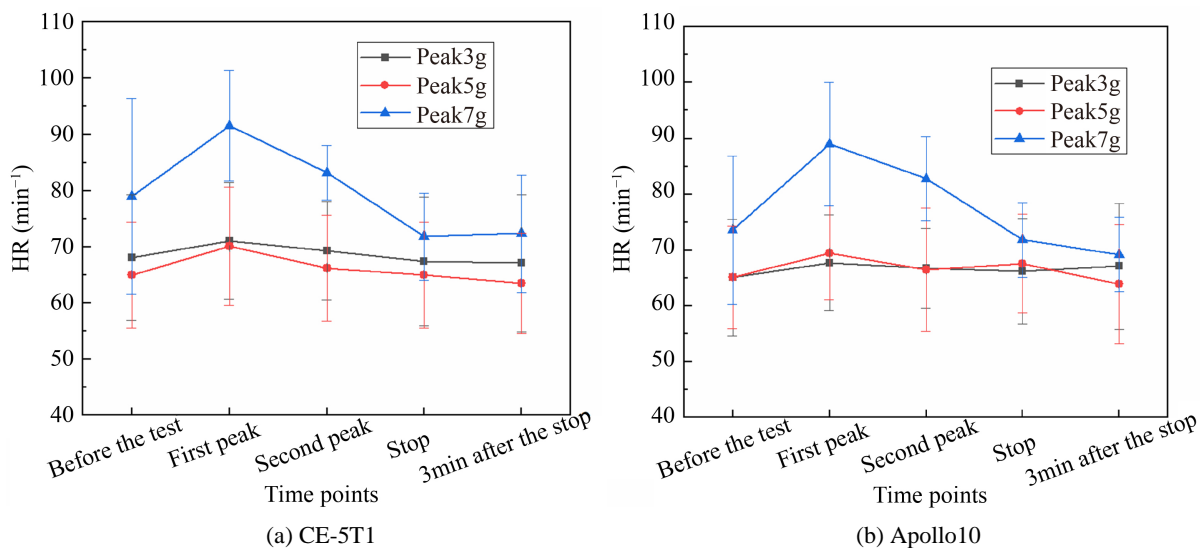 110
100
90
80
70
60
50
40
HR (min⁻¹)
Peak3g
Peak5g
Peak7g
Before the test
First peak
Second peak
Stop
3min after the stop
Time points
(a) CE-5T1
110
100
90
80
70
60
50
40
HR (min⁻¹)
Peak3g
Peak5g
Peak7g
Before the test
First peak
Second peak
Stop
3min after the stop
Time points
(b) Apollo10